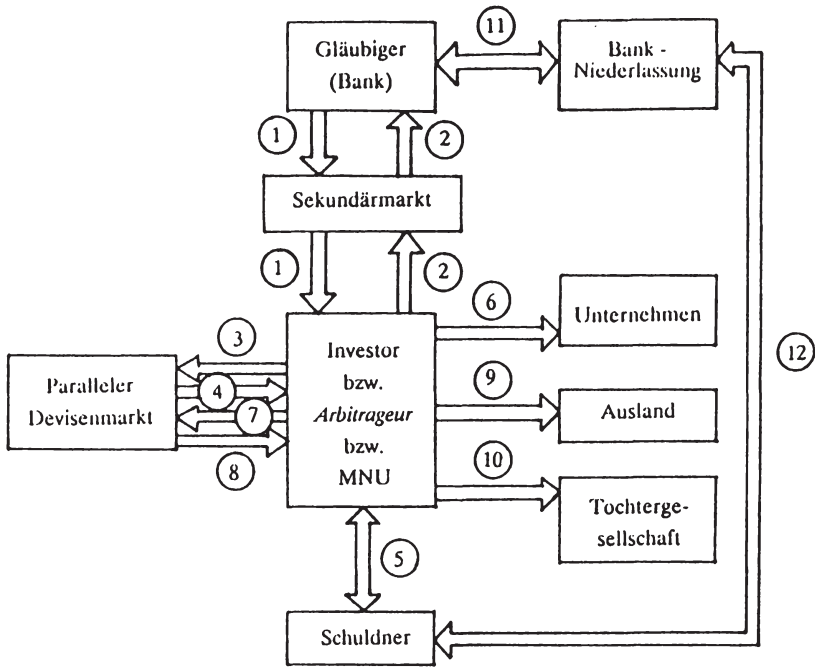 11
Gläubiger
(Bank)
Bank -
Niederlassung
1
2
Sekundärmarkt
1
2
6
Unternehmen
3
Investor
bzw.
Arbitrageur
bzw.
MNU
12
Paralleler
Devisenmarkt
4
7
8
9
Ausland
10
Tochterge-
sellschaft
5
Schuldner